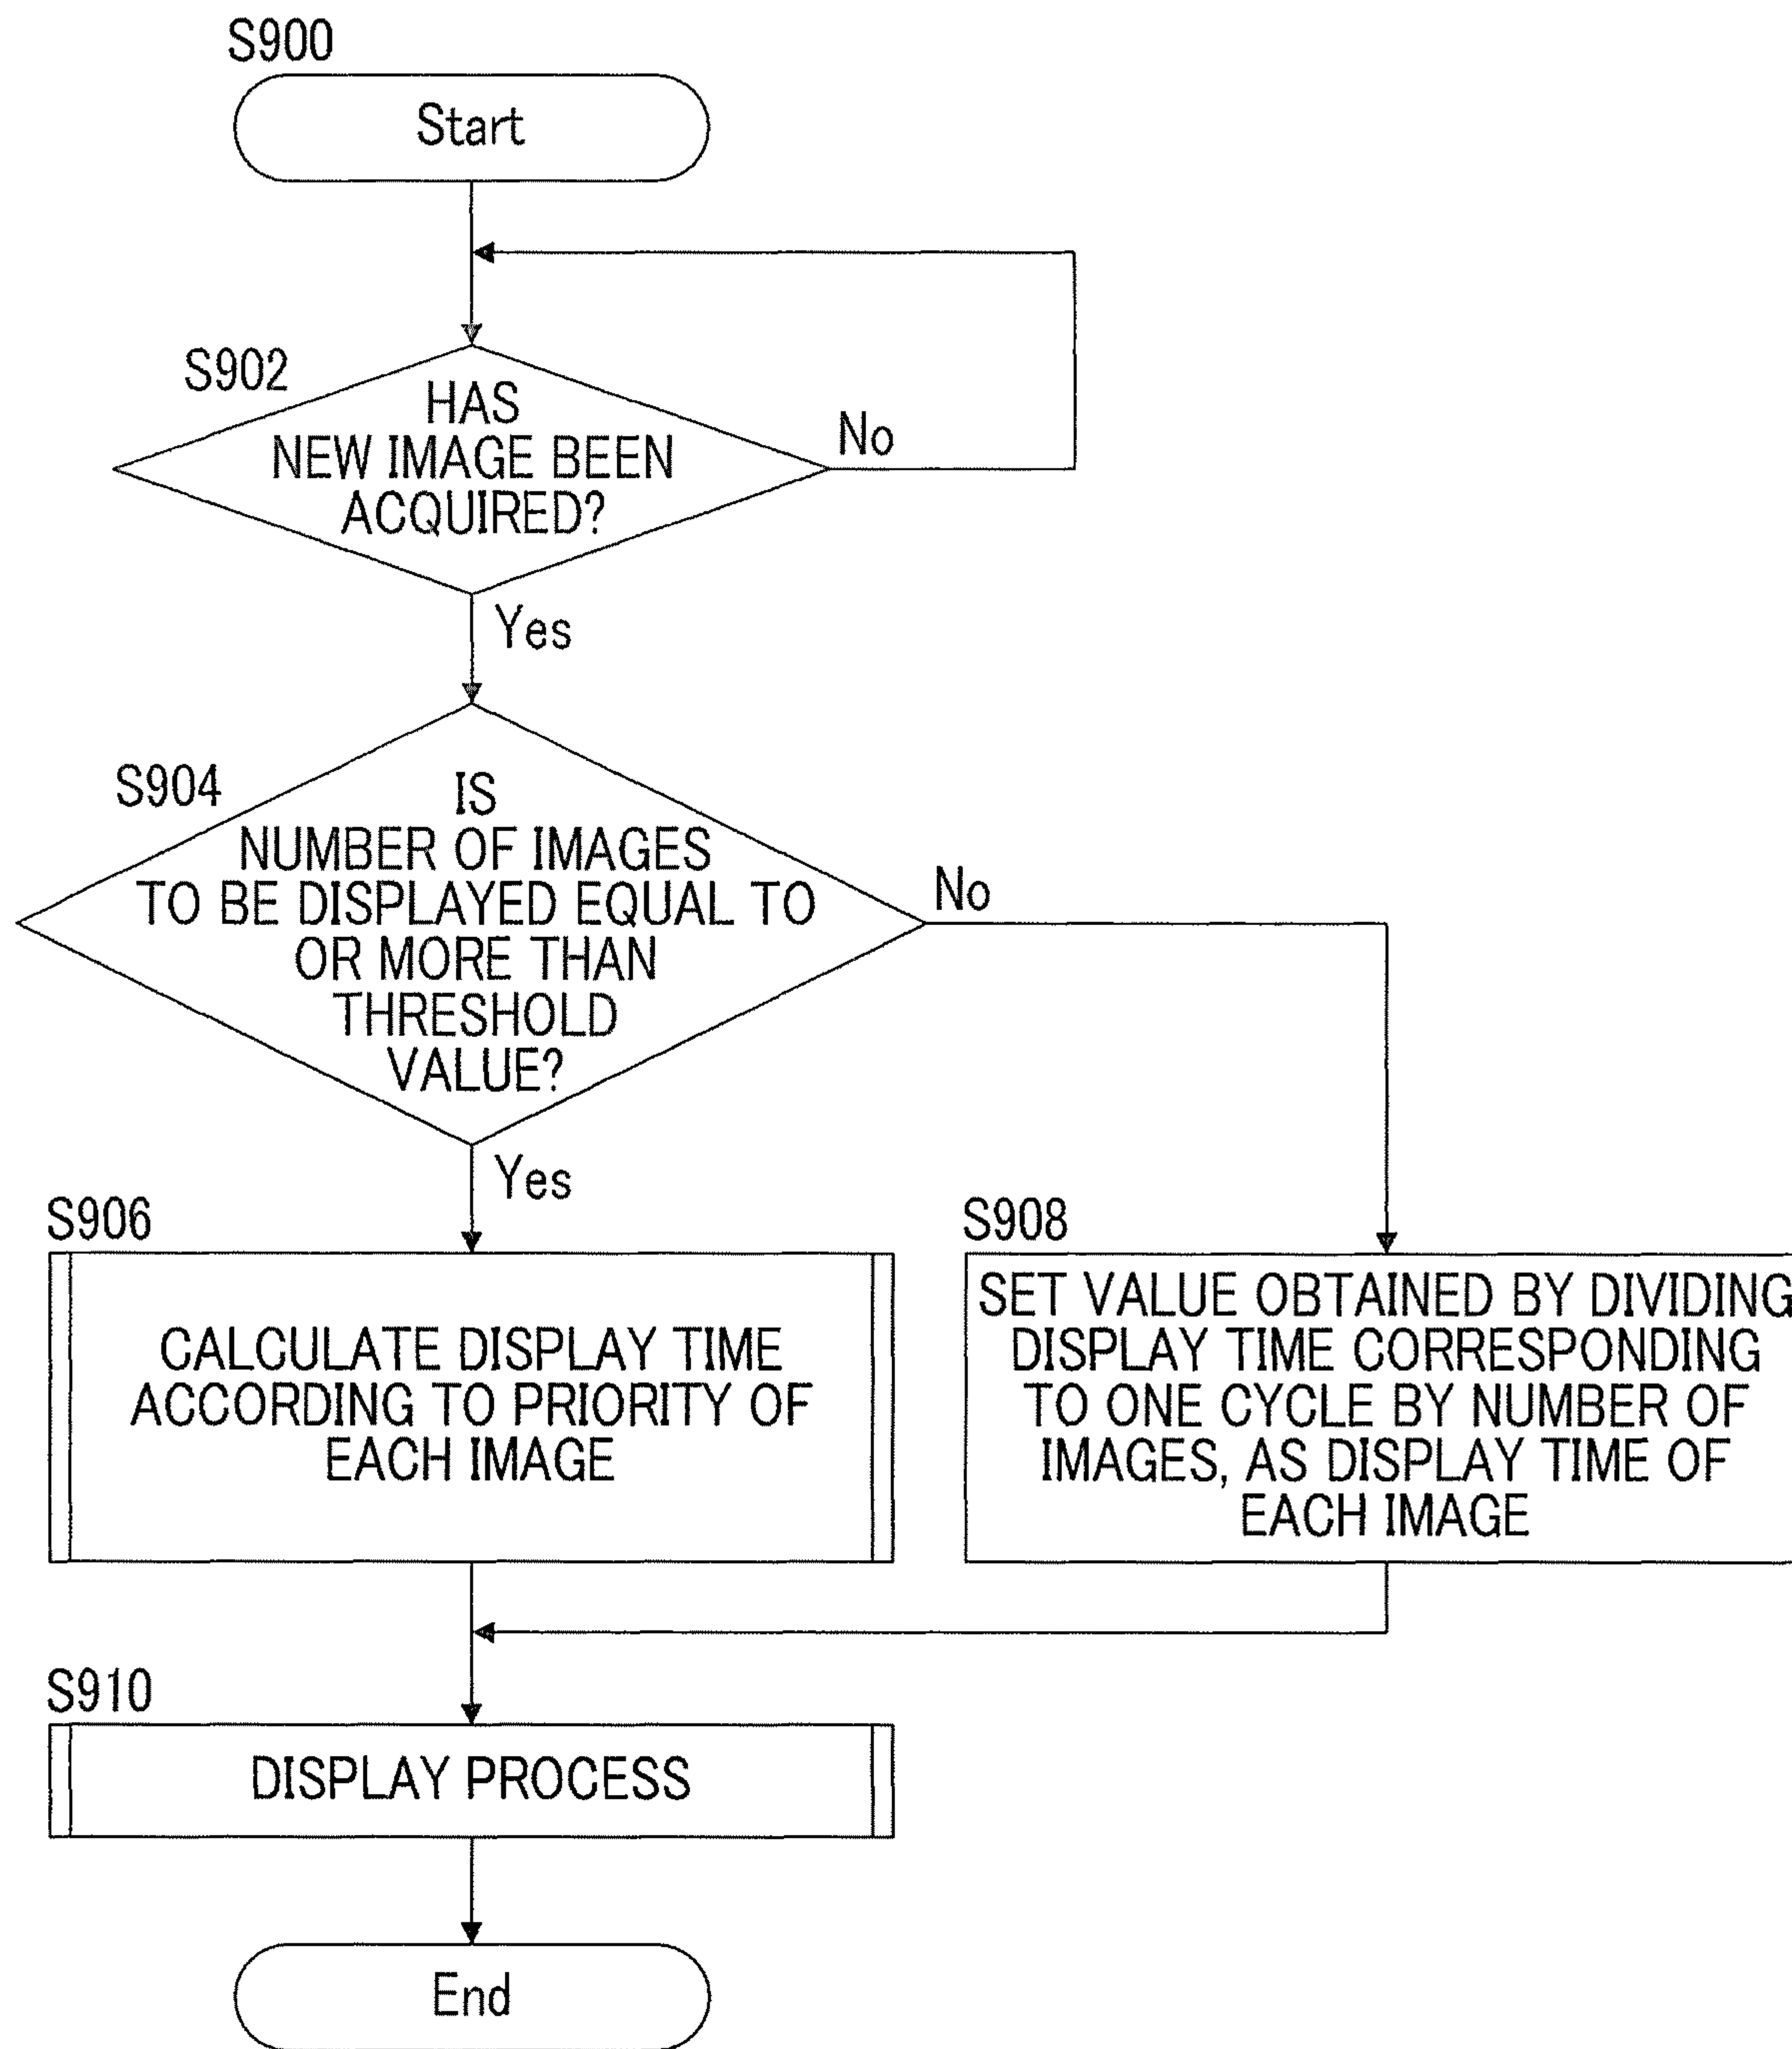 S900
Start
S902
HAS
NEW IMAGE BEEN
ACQUIRED?
No
Yes
S904
IS
NUMBER OF IMAGES
TO BE DISPLAYED EQUAL TO
OR MORE THAN
THRESHOLD
VALUE?
No
Yes
S906
CALCULATE DISPLAY TIME
ACCORDING TO PRIORITY OF
EACH IMAGE
S908
SET VALUE OBTAINED BY DIVIDING
DISPLAY TIME CORRESPONDING
TO ONE CYCLE BY NUMBER OF
IMAGES, AS DISPLAY TIME OF
EACH IMAGE
S910
DISPLAY PROCESS
End